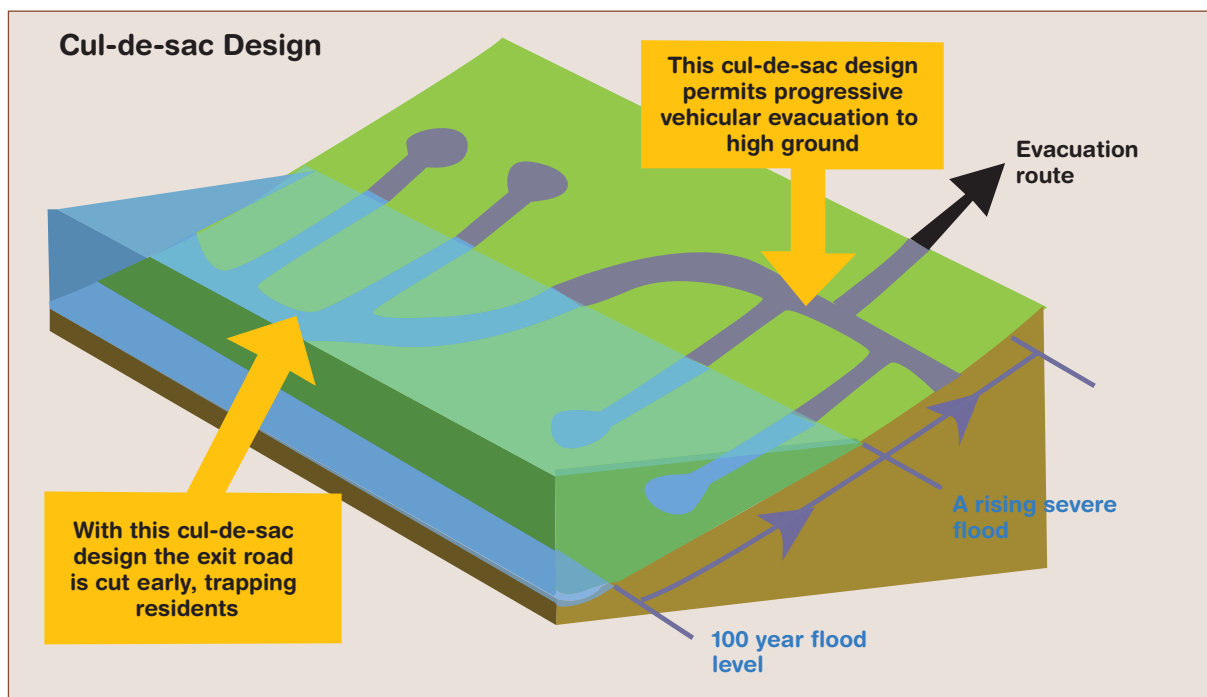 Cul-de-sac Design
This cul-de-sac design
permits progressive
vehicular evacuation to
high ground
Evacuation
route
With this cul-de-sac
design the exit road
is cut early, trapping
residents
A rising severe
flood
100 year flood
level